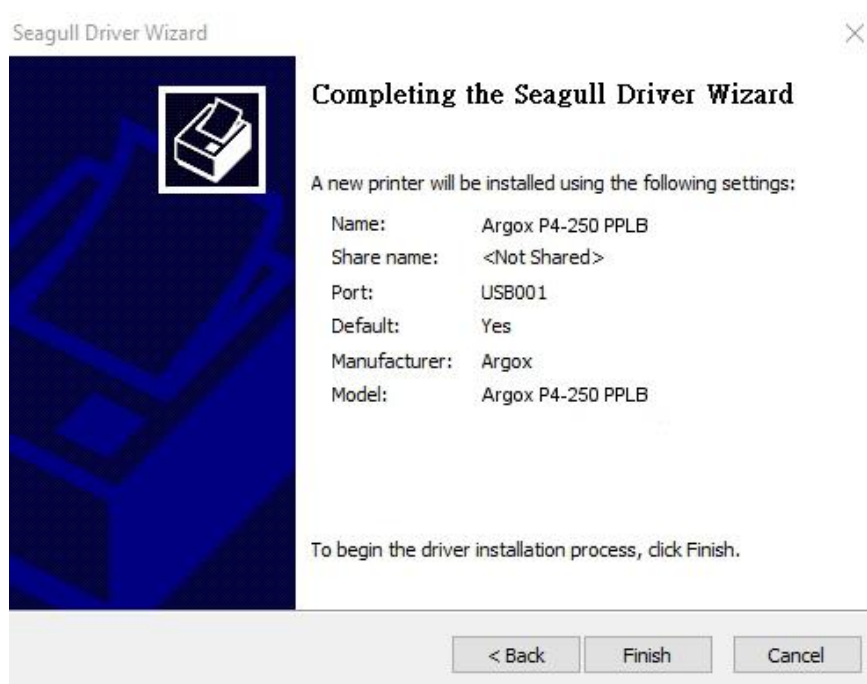 Seagull Driver Wizard
Completing the Seagull Driver Wizard
A new printer will be installed using the following settings:
Name: Argox P4-250 PPLB
Share name: <Not Shared>
Port: USB001
Default: Yes
Manufacturer: Argox
Model: Argox P4-250 PPLB
To begin the driver installation process, click Finish.
< Back Finish Cancel